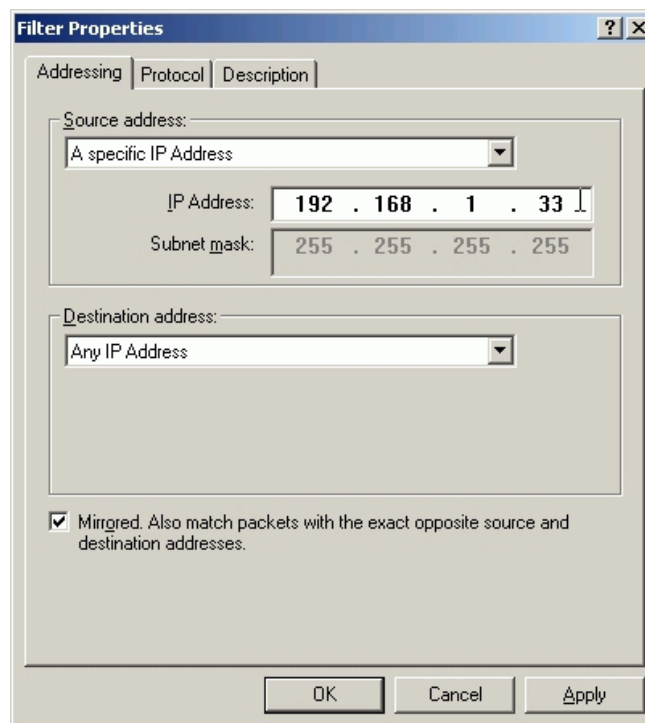 Filter Properties
Addressing Protocol Description
Source address:
A specific IP Address
IP Address: 192 . 168 . 1 . 33
Subnet mask: 255 . 255 . 255 . 255
Destination address:
Any IP Address
Mirrored. Also match packets with the exact opposite source and
destination addresses.
OK Cancel Apply